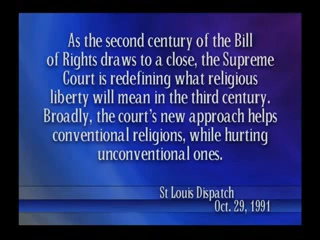 As the second century of the Bill
of Rights draws to a close, the Supreme
Court is redefining what religious
liberty will mean in the third century.
Broadly, the court's new approach helps
conventional religions, while hurting
unconventional ones.
St Louis Dispatch
Oct. 29, 1991